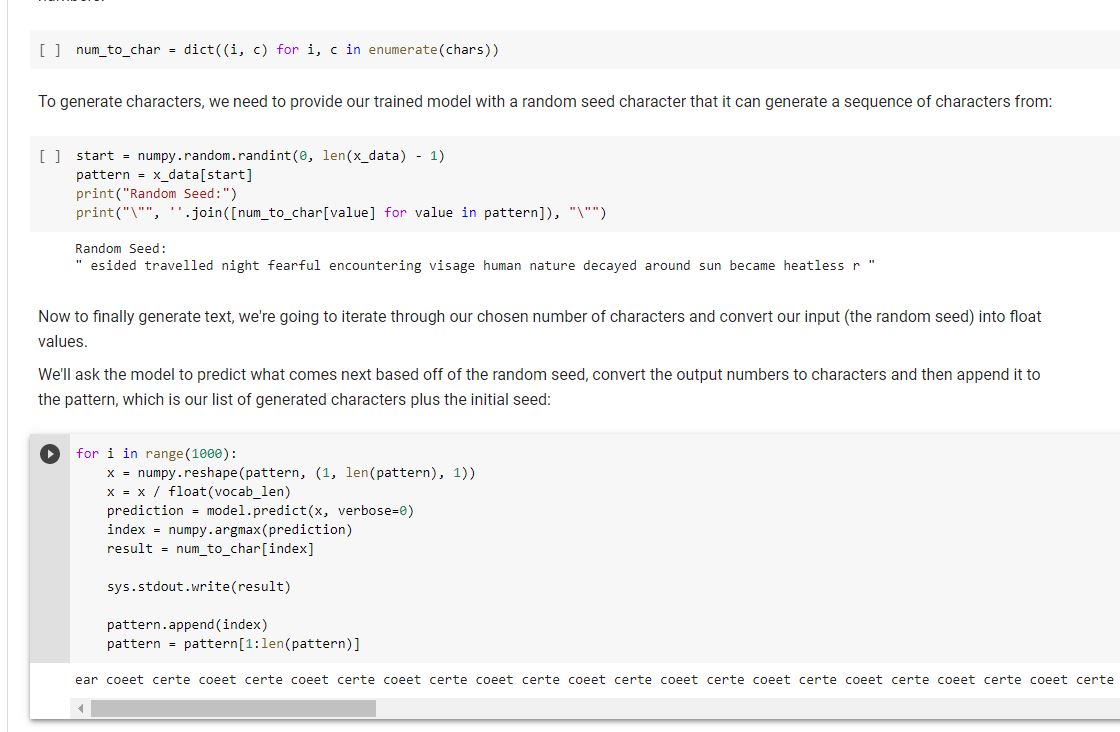 num_to_char = dict((i, c) for i, c in enumerate(chars))
To generate characters, we need to provide our trained model with a random seed character that it can generate a sequence of characters from:
[ ] start = numpy.random.randint(0, len(x_data) - 1)
pattern = x_data[start]
print("Random Seed:")
print("\"", ''.join([num_to_char[value] for value in pattern]), "\"")
Random Seed:
" esided travelled night fearful encountering visage human nature decayed around sun became heatless r "
Now to finally generate text, we're going to iterate through our chosen number of characters and convert our input (the random seed) into float
values.
We'll ask the model to predict what comes next based off of the random seed, convert the output numbers to characters and then append it to
the pattern, which is our list of generated characters plus the initial seed:
for i in range(1000):
x = numpy.reshape(pattern, (1, len(pattern), 1))
x = x / float(vocab_len)
prediction = model.predict(x, verbose=0)
index = numpy.argmax(prediction)
result = num_to_char[index]
sys.stdout.write(result)
pattern.append(index)
pattern = pattern[1:len(pattern)]
ear coeet certe coeet certe coeet certe coeet certe coeet certe coeet certe coeet certe coeet certe coeet certe coeet certe coeet certe